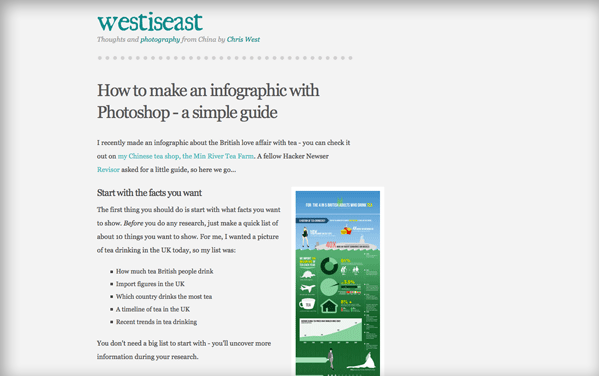 westiseast
Thoughts and photography from China by Chris West
How to make an infographic with
Photoshop - a simple guide
I recently made an infographic about the British love affair with tea - you can check it
out on my Chinese tea shop, the Min River Tea Farm. A fellow Hacker Newser
Revisor asked for a little guide, so here we go...
Start with the facts you want
The first thing you should do is start with what facts you want
to show. Before you do any research, just make a quick list of
about 10 things you want to show. For me, I wanted a picture
of tea drinking in the UK today, so my list was:
How much tea British people drink
Import figures in the UK
Which country drinks the most tea
A timeline of tea in the UK
Recent trends in tea drinking
You don't need a big list to start with - you'll uncover more
information during your research.